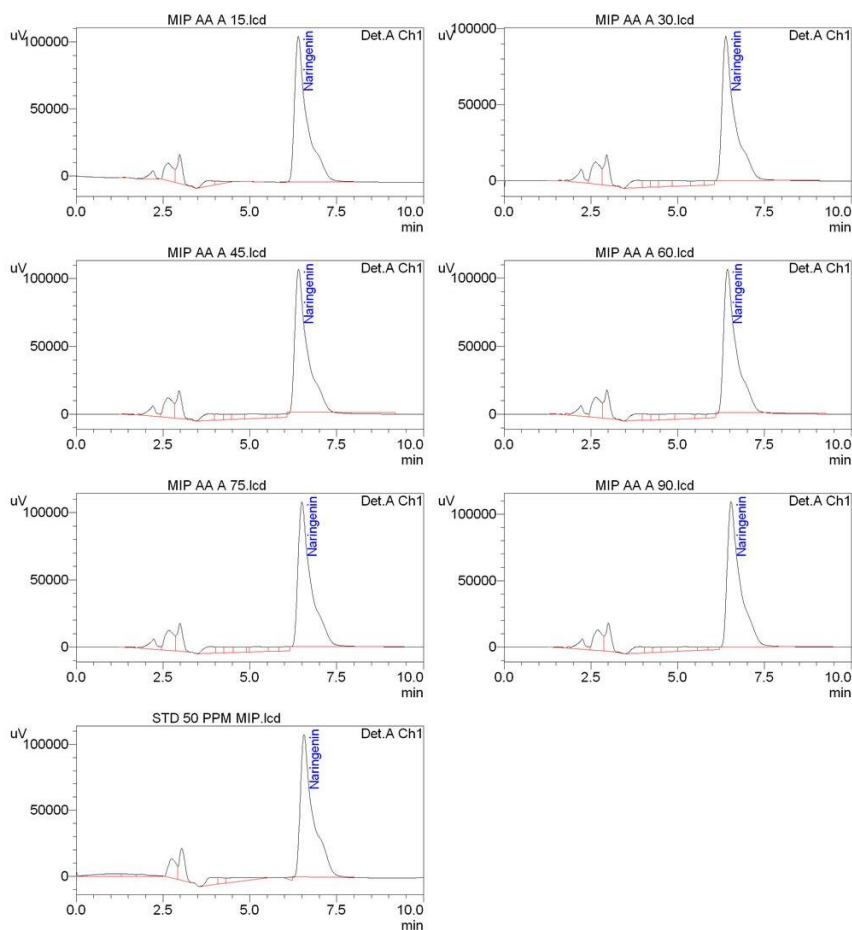 MIP AA A 15.lcd
uV
Det.A Ch1
100000
50000
0
Naringenin
0.0 2.5 5.0 7.5 10.0
min
MIP AA A 30.lcd
uV
Det.A Ch1
100000
50000
0
Naringenin
0.0 2.5 5.0 7.5 10.0
min
MIP AA A 45.lcd
uV
Det.A Ch1
100000
50000
0
Naringenin
0.0 2.5 5.0 7.5 10.0
min
MIP AA A 60.lcd
uV
Det.A Ch1
100000
50000
0
Naringenin
0.0 2.5 5.0 7.5 10.0
min
MIP AA A 75.lcd
uV
Det.A Ch1
100000
50000
0
Naringenin
0.0 2.5 5.0 7.5 10.0
min
MIP AA A 90.lcd
uV
Det.A Ch1
100000
50000
0
Naringenin
0.0 2.5 5.0 7.5 10.0
min
STD 50 PPM MIP.lcd
uV
Det.A Ch1
100000
50000
0
Naringenin
0.0 2.5 5.0 7.5 10.0
min